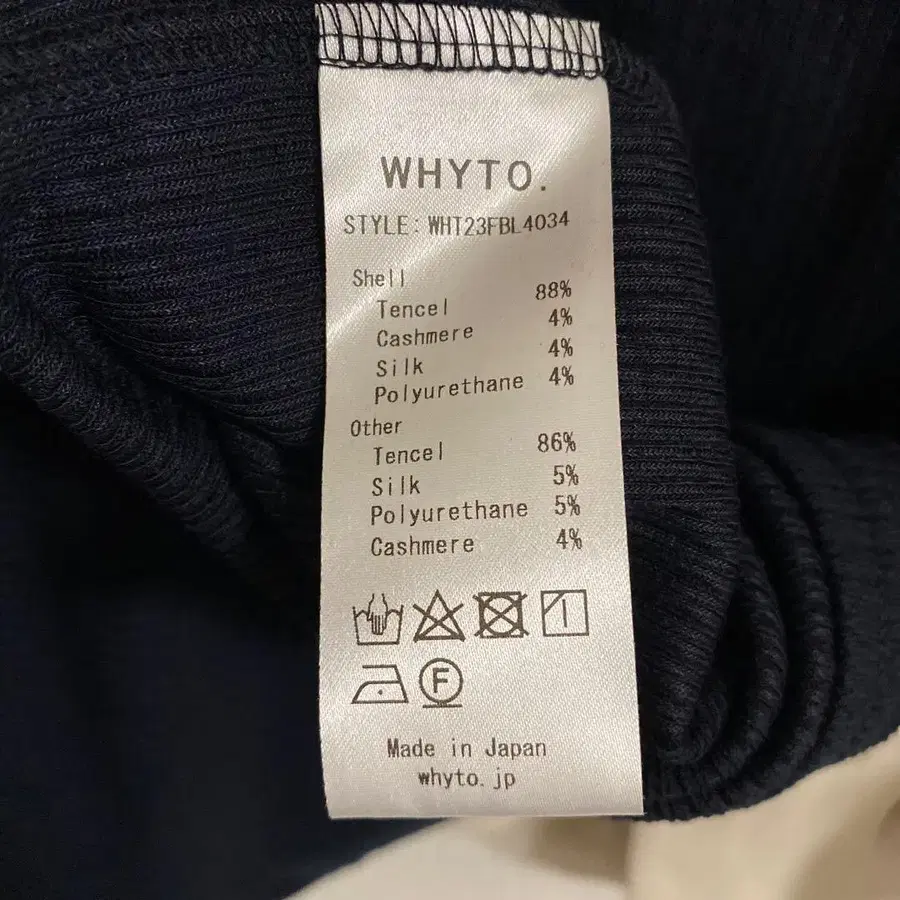 WHYTO.
STYLE: WHT23FBL4034
Shell
Tencel 88%
Cashmere 4%
Silk 4%
Polyurethane 4%
Other
Tencel 86%
Silk 5%
Polyurethane 5%
Cashmere 4%
F
Made in Japan
whyto.jp